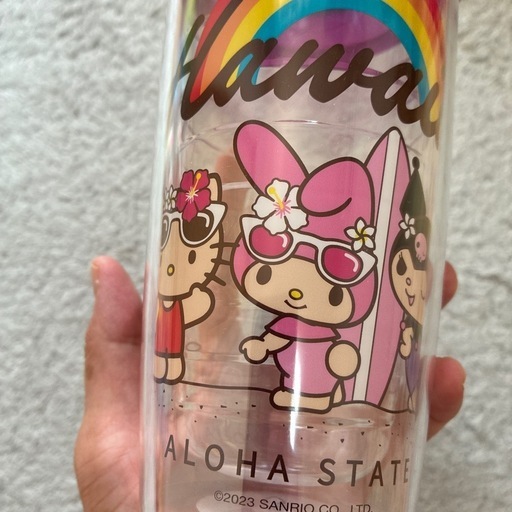 Hawaii
ALOHA STATE
©2023 SANRIO CO., LTD.